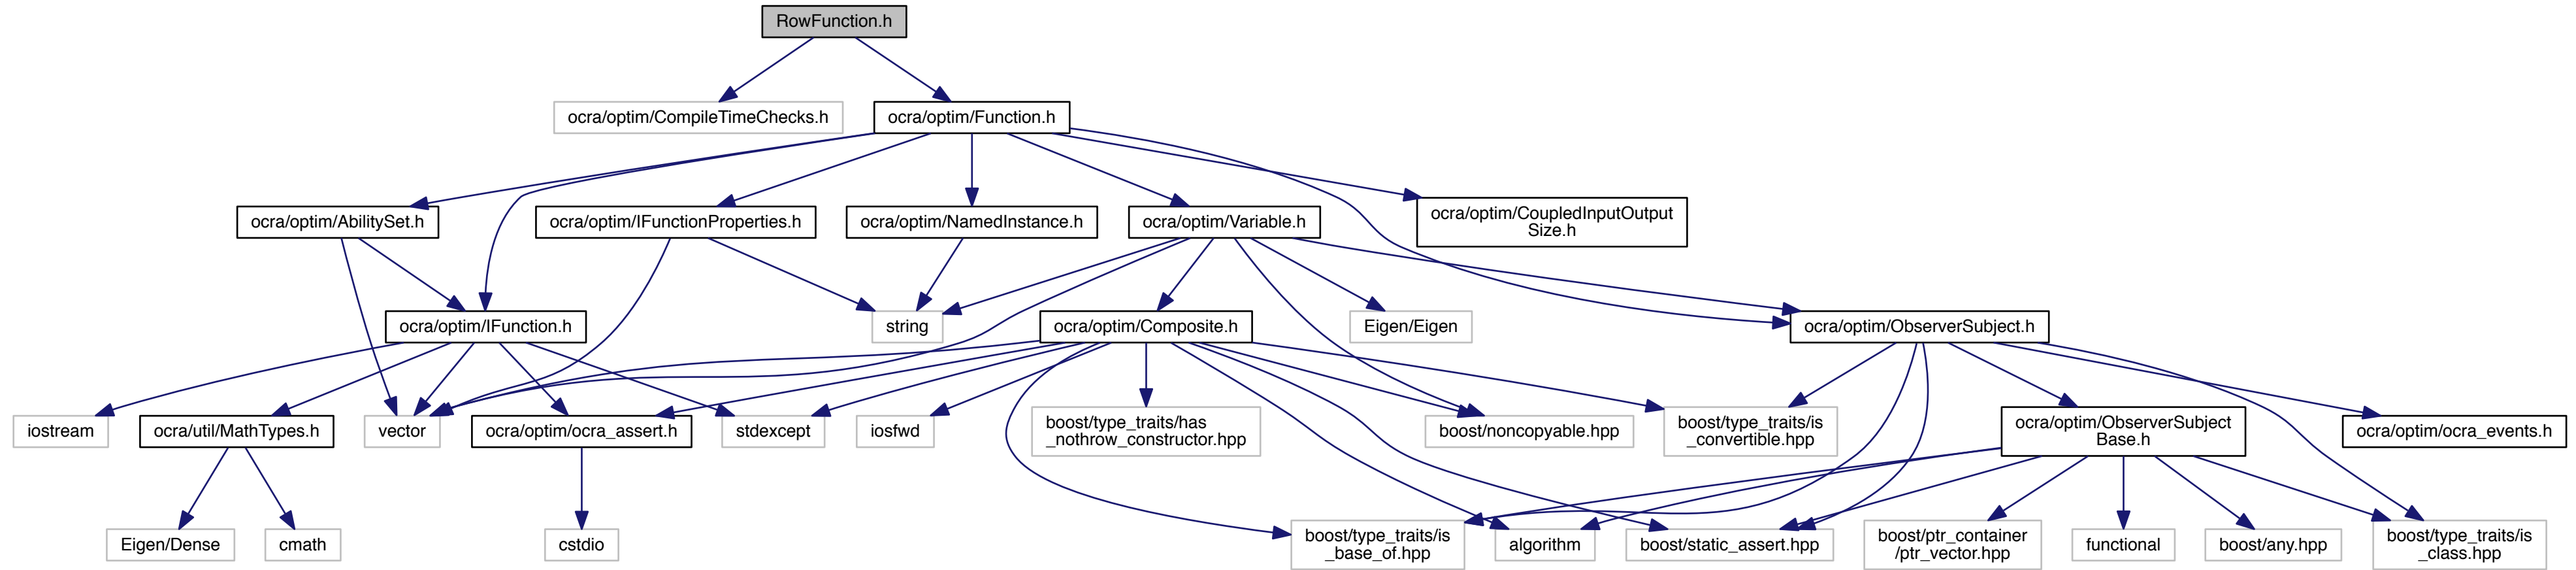 RowFunction.h
ocra/optim/CompileTimeChecks.h
ocra/optim/Function.h
ocra/optim/AbilitySet.h
ocra/optim/IFunctionProperties.h
ocra/optim/NamedInstance.h
ocra/optim/Variable.h
ocra/optim/CoupledInputOutput
Size.h
ocra/optim/IFunction.h
string
ocra/optim/Composite.h
Eigen/Eigen
ocra/optim/ObserverSubject.h
iostream
ocra/util/MathTypes.h
vector
ocra/optim/ocra_assert.h
stdexcept
iosfwd
boost/type_traits/has
_nothrow_constructor.hpp
boost/noncopyable.hpp
boost/type_traits/is
_convertible.hpp
ocra/optim/ObserverSubject
Base.h
ocra/optim/ocra_events.h
Eigen/Dense
cmath
cstdio
boost/type_traits/is
_base_of.hpp
algorithm
boost/static_assert.hpp
boost/ptr_container
/ptr_vector.hpp
functional
boost/any.hpp
boost/type_traits/is
_class.hpp